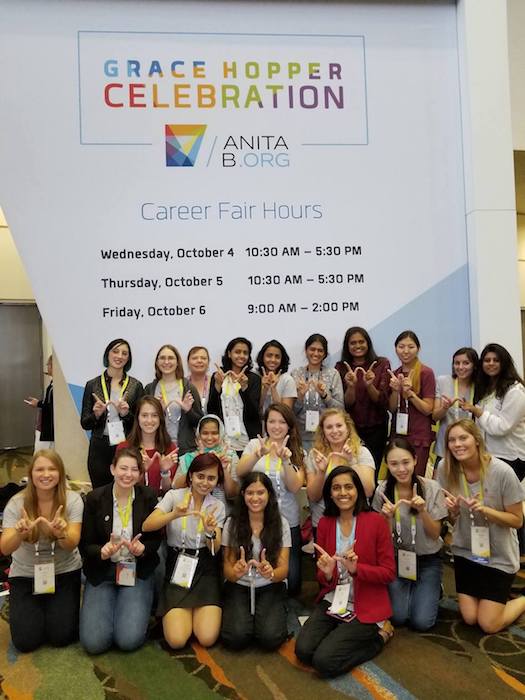 GRACE HOPPER
CELEBRATION
ANITA
B.ORG
Career Fair Hours
Wednesday, October 4 10:30 AM – 5:30 PM
Thursday, October 5 10:30 AM – 5:30 PM
Friday, October 6 9:00 AM – 2:00 PM